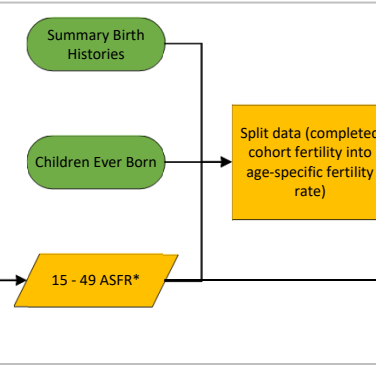 Summary Birth
Histories
Children Ever Born
Split data (completed
cohort fertility into
age-specific fertility
rate)
15 - 49 ASFR*